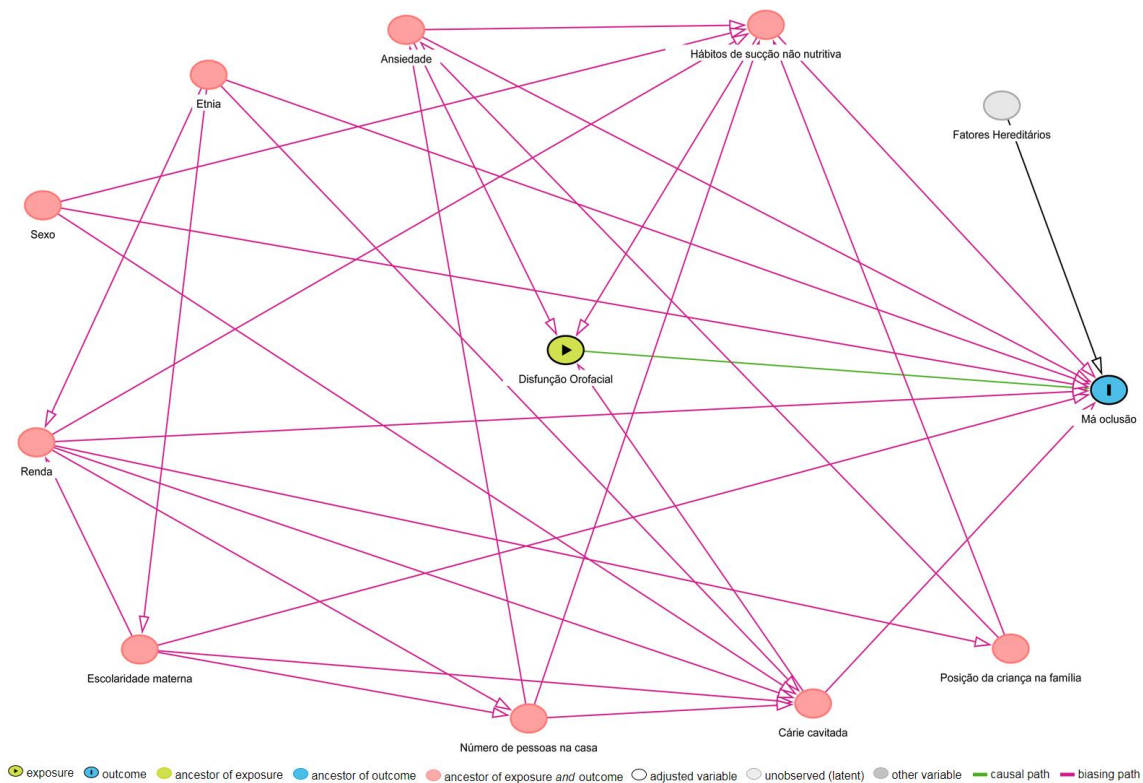 Hábitos de sucção não nutritiva
Ansiedade
Etnia
Fatores Hereditários
Sexo
Disfunção Orofacial
Má oclusão
Renda
Escolaridade materna
Posição da criança na família
Cárie cavitada
Número de pessoas na casa
exposure outcome ancestor of exposure ancestor of outcome ancestor of exposure and outcome adjusted variable unobserved (latent) other variable causal path biasing path